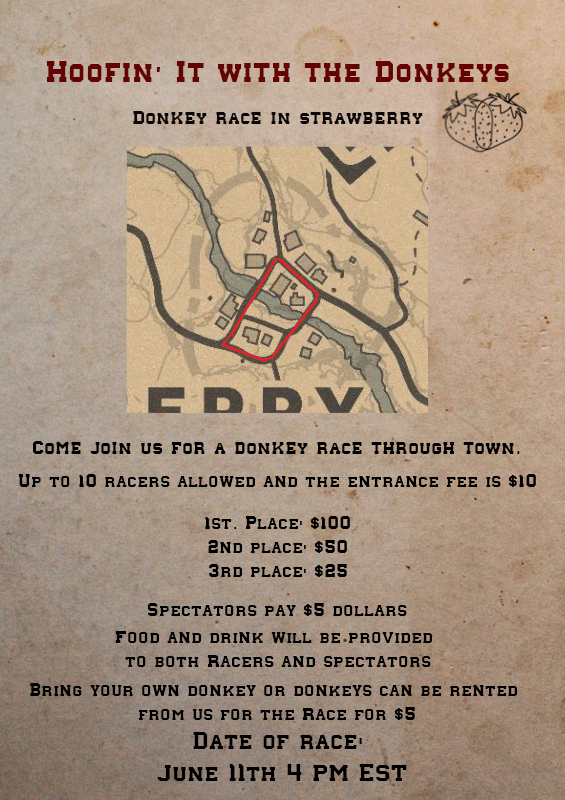 Hoofin' It with the Donkeys
Donkey race in Strawberry
ERRY
Come join us for a donkey race through town.
Up to 10 racers allowed and the entrance fee is $10
1st. Place: $100
2nd place: $50
3rd place: $25
Spectators pay $5 dollars
Food and drink will be provided
to both Racers and spectators
Bring your own donkey or donkeys can be rented
from us for the Race for $5
Date of race:
June 11th 4 PM EST